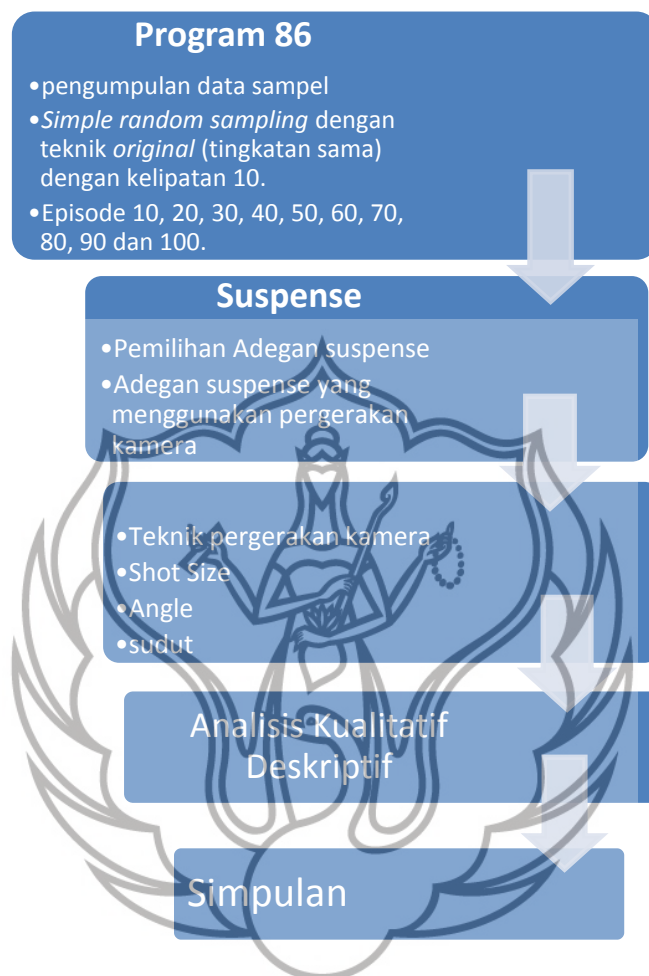 Program 86
•pengumpulan data sampel
•Simple random sampling dengan
teknik original (tingkatan sama)
dengan kelipatan 10.
•Episode 10, 20, 30, 40, 50, 60, 70,
80, 90 dan 100.
Suspense
•Pemilihan Adegan suspense
•Adegan suspense yang
menggunakan pergerakan
kamera
•Teknik pergerakan kamera
•Shot Size
•Angle
•sudut
Analisis Kualitatif
Deskriptif
Simpulan